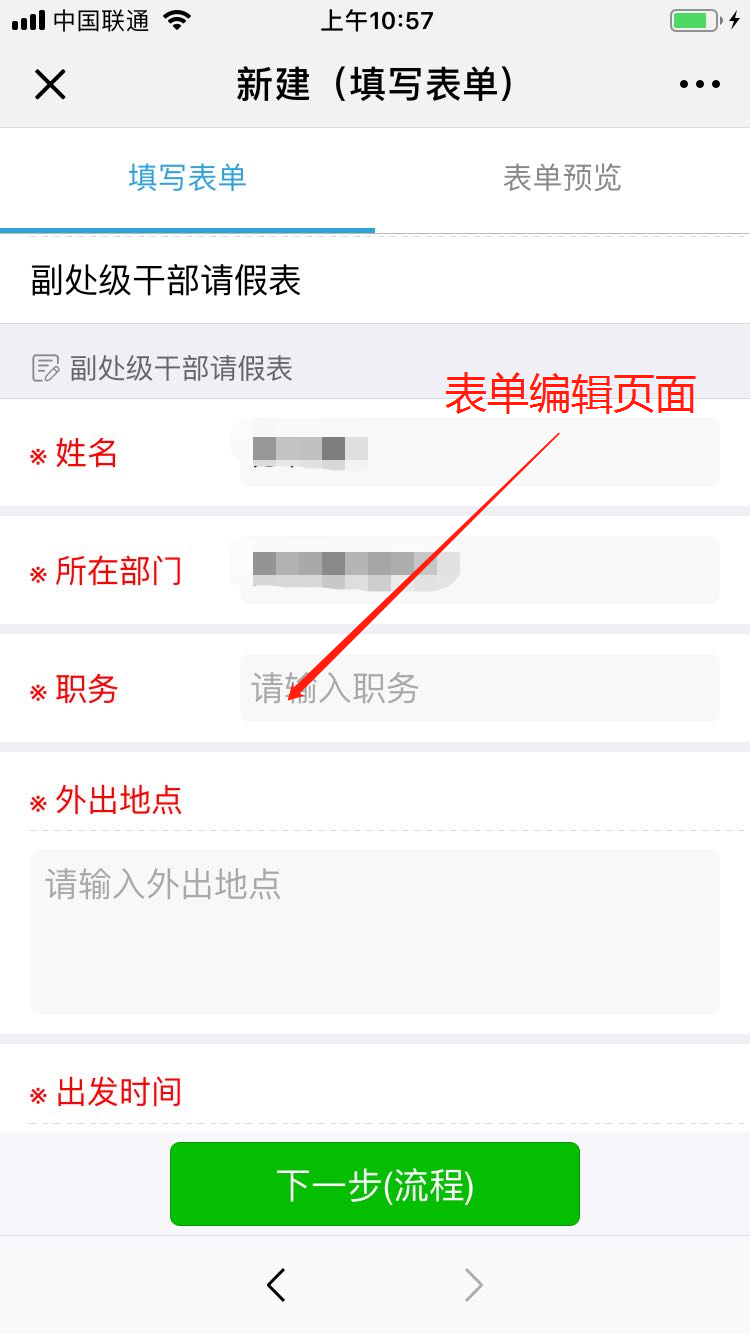 中国联通
上午10:57
新建（填写表单）
填写表单
表单预览
副处级干部请假表
副处级干部请假表
表单编辑页面
※ 姓名
※ 所在部门
※ 职务
请输入职务
※ 外出地点
请输入外出地点
※ 出发时间
下一步(流程)